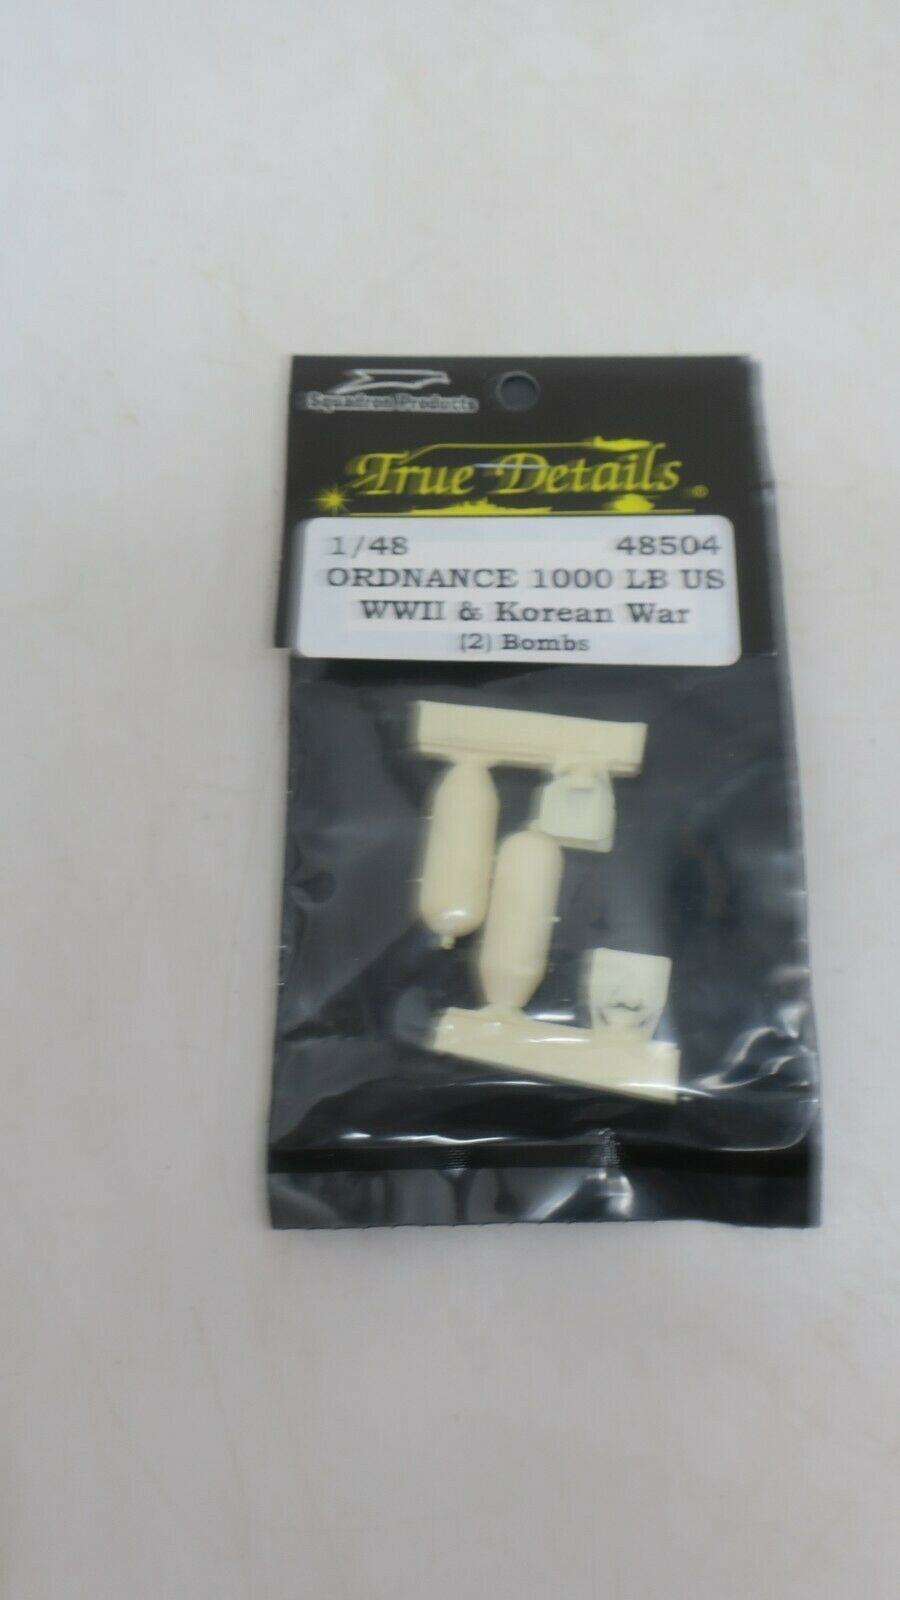 Squadron Products
True Details ®
1/48 48504
ORDNANCE 1000 LB US
WWII & Korean War
(2) Bombs